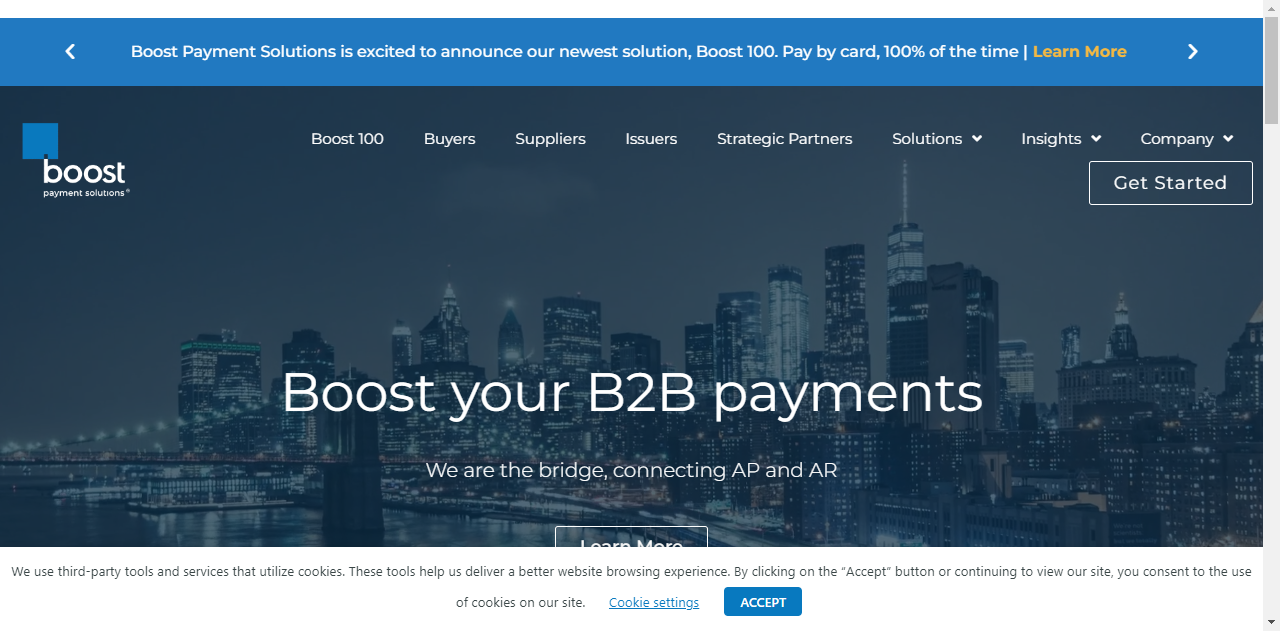 Boost Payment Solutions is excited to announce our newest solution, Boost 100. Pay by card, 100% of the time | Learn More
boost
payment solutions®
Boost 100 Buyers Suppliers Issuers Strategic Partners Solutions Insights Company
Get Started
Boost your B2B payments
We are the bridge, connecting AP and AR
Learn More
We use third-party tools and services that utilize cookies. These tools help us deliver a better website browsing experience. By clicking on the “Accept” button or continuing to view our site, you consent to the use
of cookies on our site. Cookie settings ACCEPT